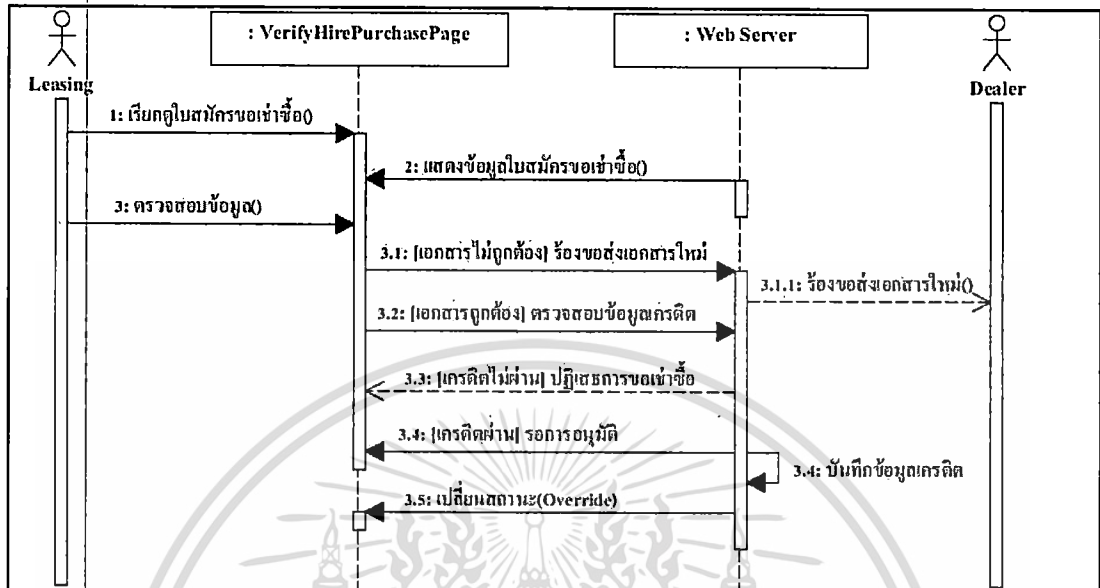 : VerifyHirePurchasePage
: Web Server
Leasing
Dealer
1: เรียกดูใบสมัครขอเช่าซื้อ()
2: แสดงข้อมูลใบสมัครขอเช่าซื้อ()
3: ตรวจสอบข้อมูล()
3.1: [เอกสารไม่ถูกต้อง] ร้องขอส่งเอกสารใหม่
3.1.1: ร้องขอส่งเอกสารใหม่()
3.2: [เอกสารถูกต้อง] ตรวจสอบข้อมูลเครดิต
3.3: [เครดิตไม่ผ่าน] ปฏิเสธการขอเช่าซื้อ
3.4: [เครดิตผ่าน] รอการอนุมัติ
3.4: บันทึกข้อมูลเครดิต
3.5: เปลี่ยนสถานะ(Override)